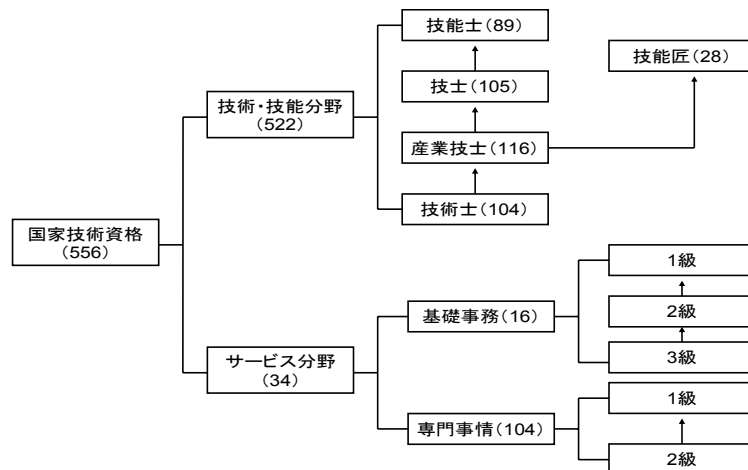 技能士(89)
技能匠(28)
技士(105)
技術・技能分野
(522)
産業技士(116)
技術士(104)
国家技術資格
(556)
1級
基礎事務(16)
2級
サービス分野
(34)
3級
1級
専門事情(104)
2級